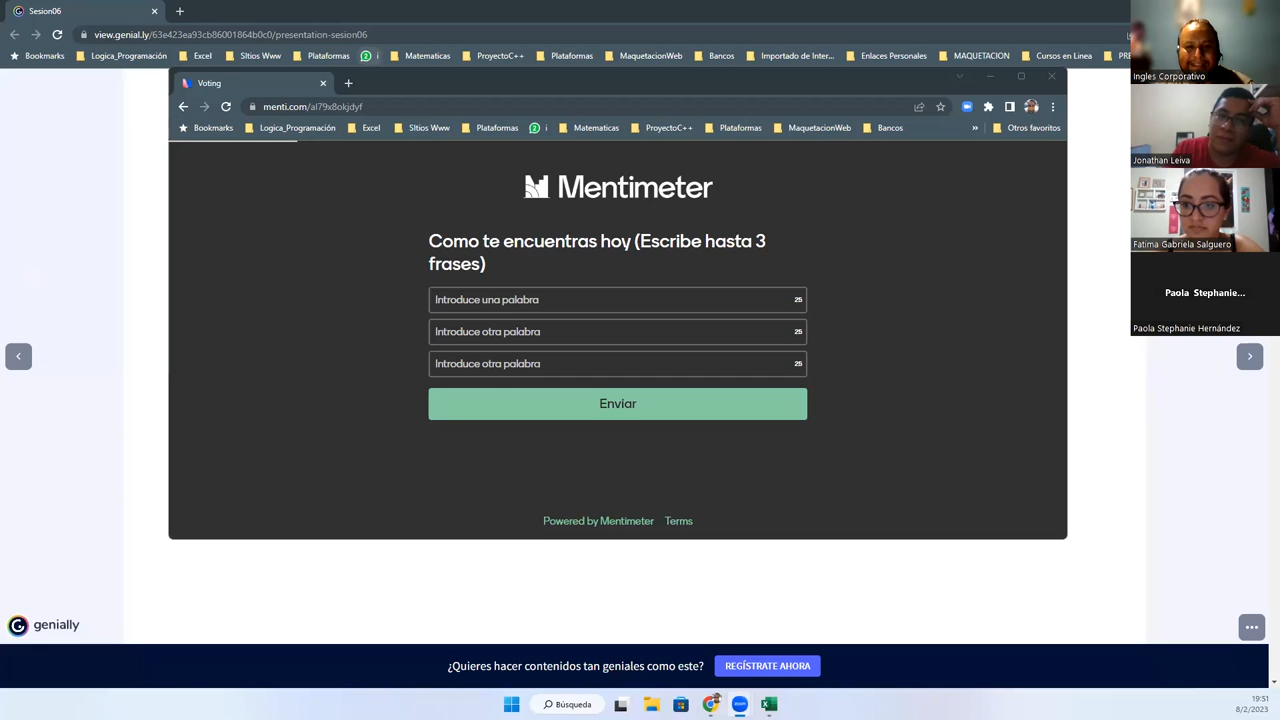 Sesion06
view.genial.ly/63e423ea93cb86001864b0c0/presentation-sesion06
Bookmarks Logica_Programación Excel SItios Www Plataformas 2 Matematicas ProyectoC++ Plataformas MaquetacionWeb Bancos Importado de Inter... Enlaces Personales MAQUETACION Cursos en Linea
Voting
menti.com/al79x8okjdyf
Bookmarks Logica_Programación Excel SItios Www Plataformas 2 i Matematicas ProyectoC++ Plataformas MaquetacionWeb Bancos » Otros favoritos
Mentimeter
Como te encuentras hoy (Escribe hasta 3
frases)
Introduce una palabra 25
Introduce otra palabra 25
Introduce otra palabra 25
Enviar
Powered by Mentimeter Terms
Ingles Corporativo
Jonathan Leiva
Fatima Gabriela Salguero
Paola Stephanie...
Paola Stephanie Hernández
genially
¿Quieres hacer contenidos tan geniales como este? REGÍSTRATE AHORA
Búsqueda
zoom
19:51
8/2/2023